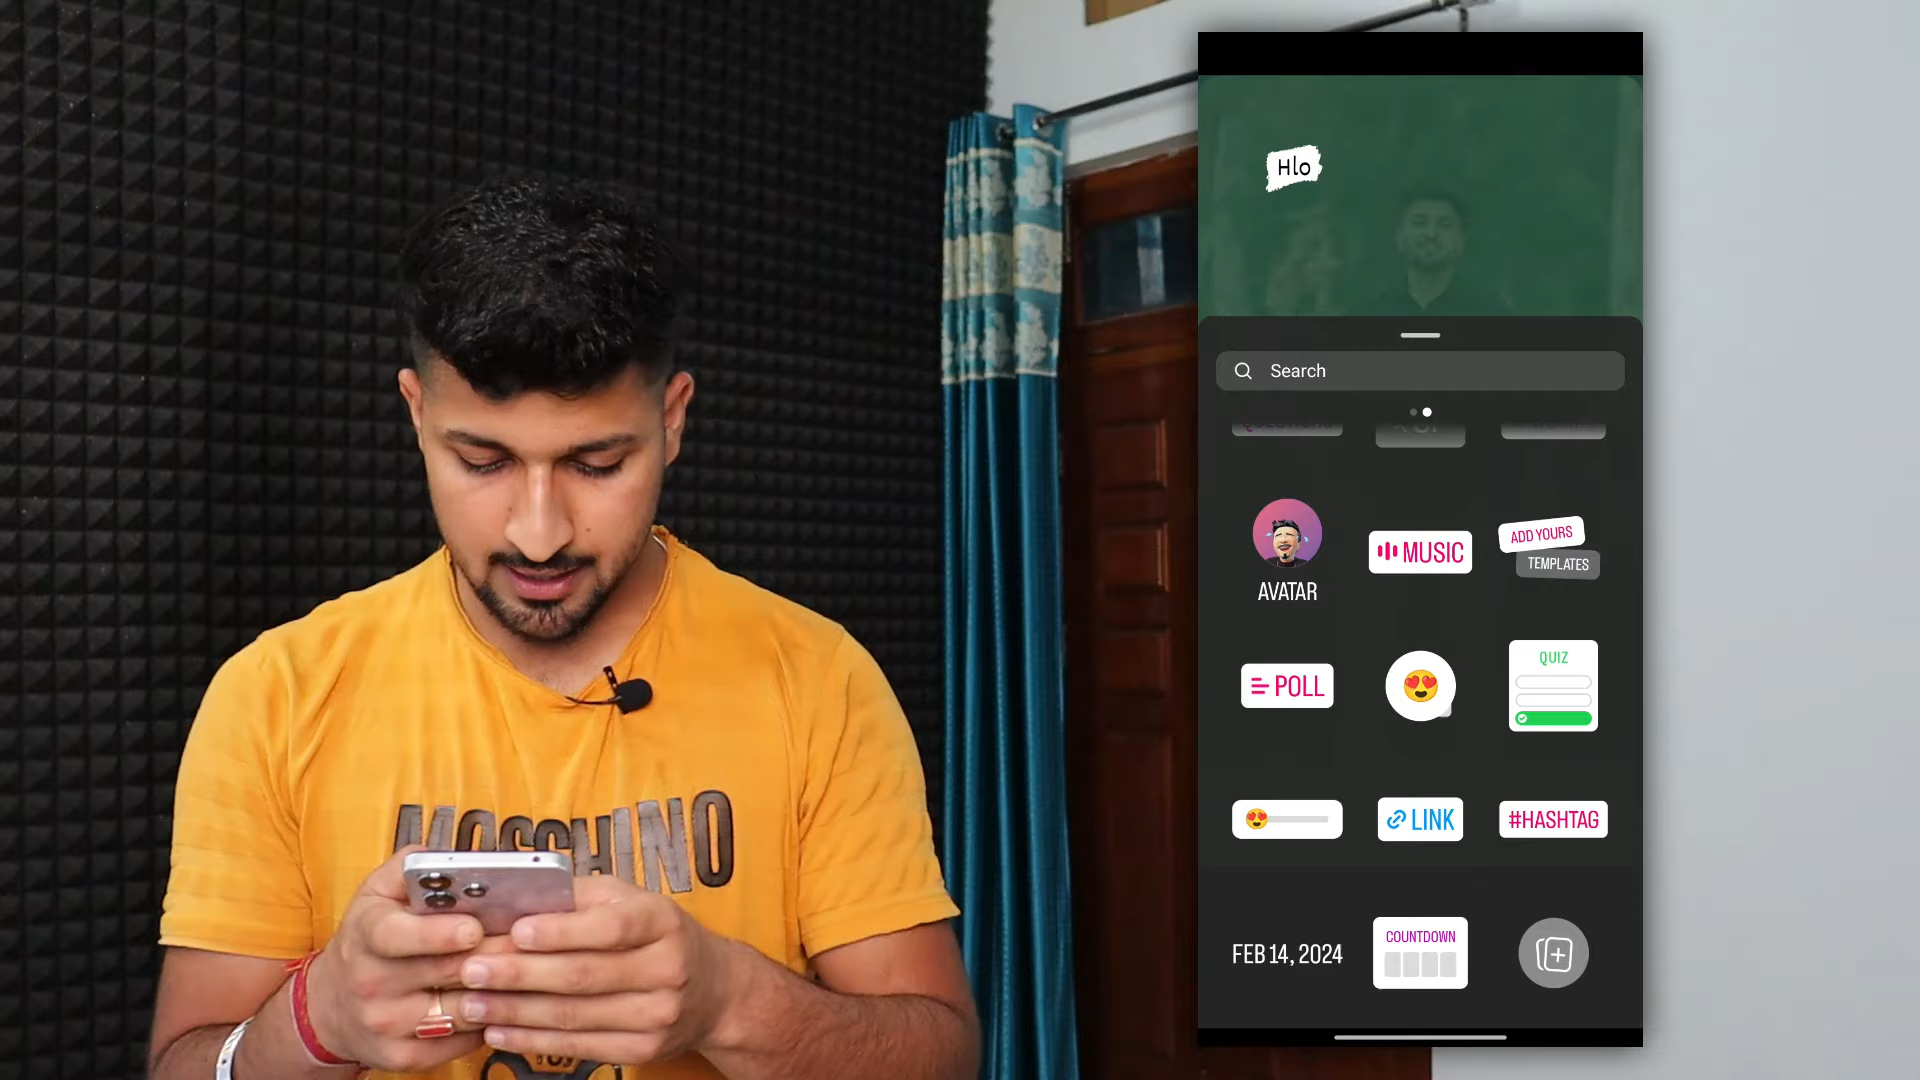 Hlo
Search
AVATAR
MUSIC
ADD YOURS
TEMPLATES
POLL
QUIZ
LINK
#HASHTAG
FEB 14, 2024
COUNTDOWN
MOSCHINO